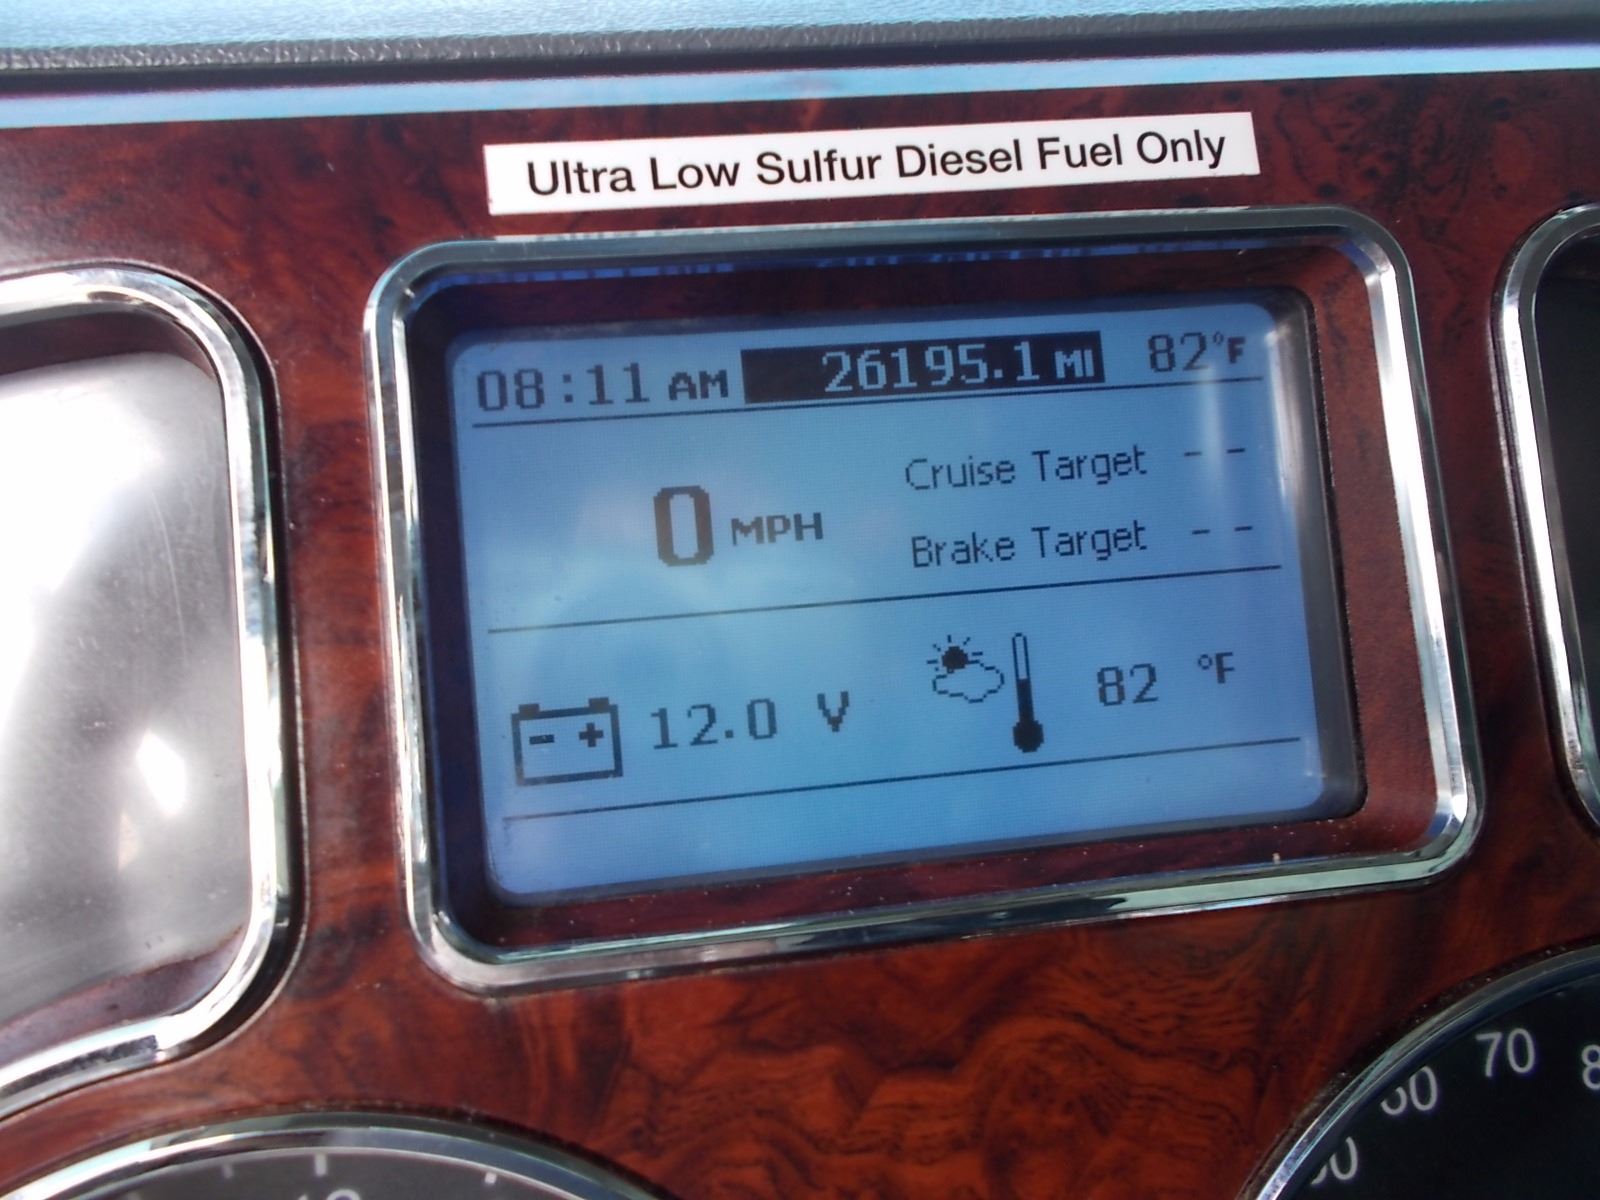 Ultra Low Sulfur Diesel Fuel Only
08:11 AM 26195.1 MI 82°F
0 MPH
Cruise Target - -
Brake Target - -
- + 12.0 V 82 °F
70
60